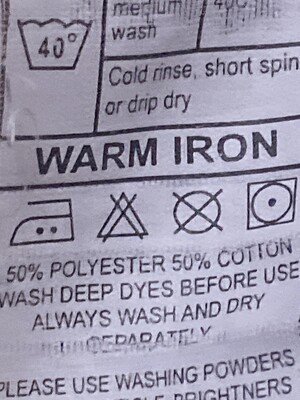 medium
wash
40°
Cold rinse, short spin
or drip dry
WARM IRON
50% POLYESTER 50% COTTON
WASH DEEP DYES BEFORE USE
ALWAYS WASH AND DRY
SEPARATELY
PLEASE USE WASHING POWDERS
BRIGHTNERS